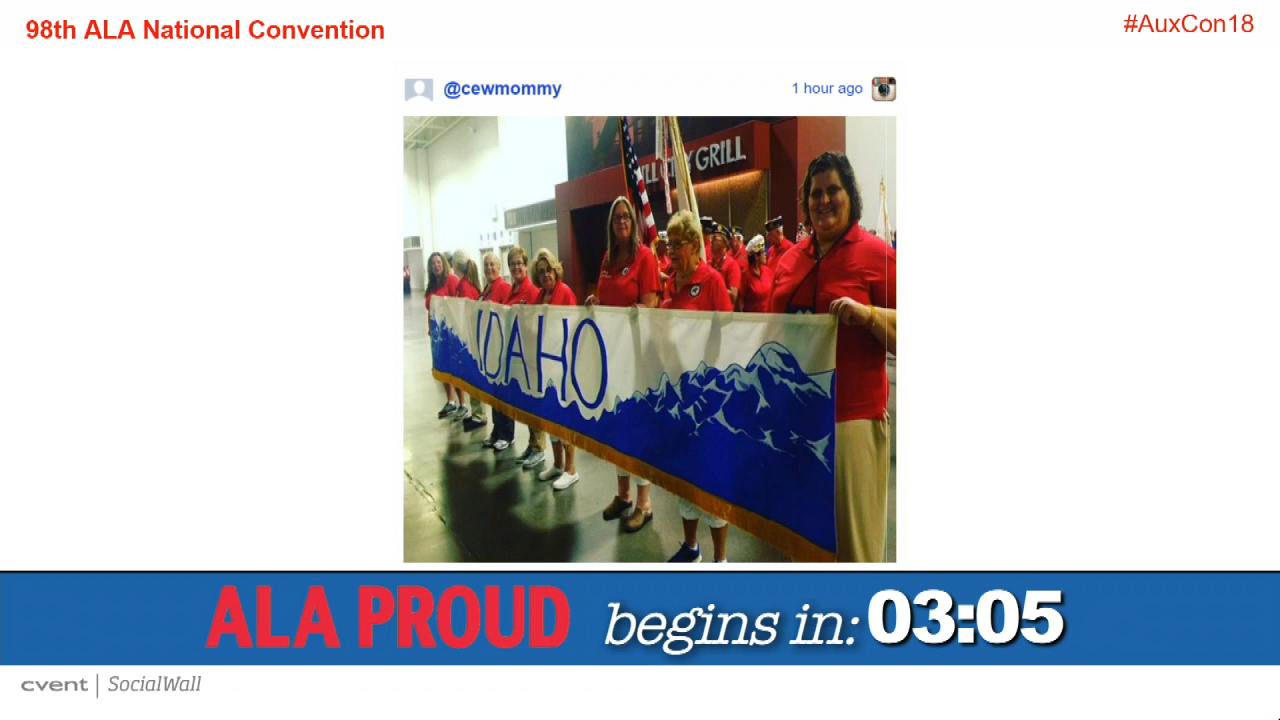 98th ALA National Convention
#AuxCon18
@cewmommy
1 hour ago
GRILL
IDAHO
ALA PROUD begins in: 03:05
cvent | SocialWall